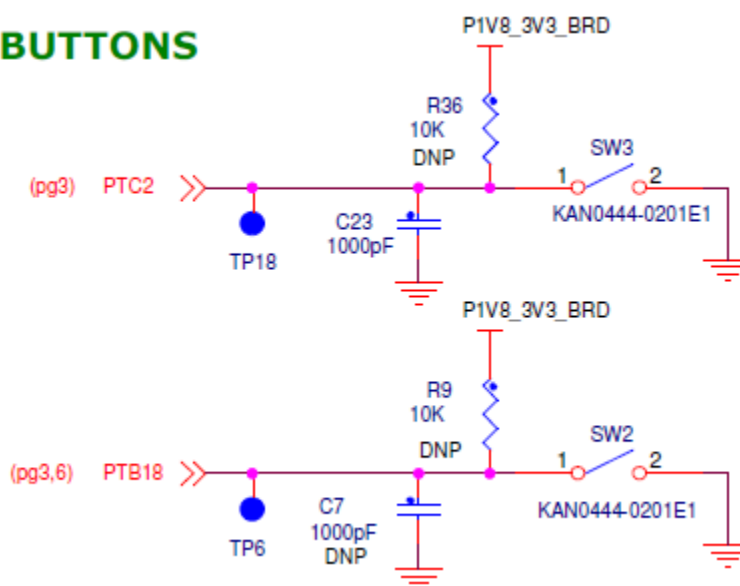 BUTTONS
P1V8_3V3_BRD
R36
10K
DNP
SW3
1 2
(pg3) PTC2
KAN0444-0201E1
C23
1000pF
TP18
P1V8_3V3_BRD
R9
10K
DNP
SW2
1 2
(pg3,6) PTB18
KAN0444-0201E1
C7
1000pF
DNP
TP6